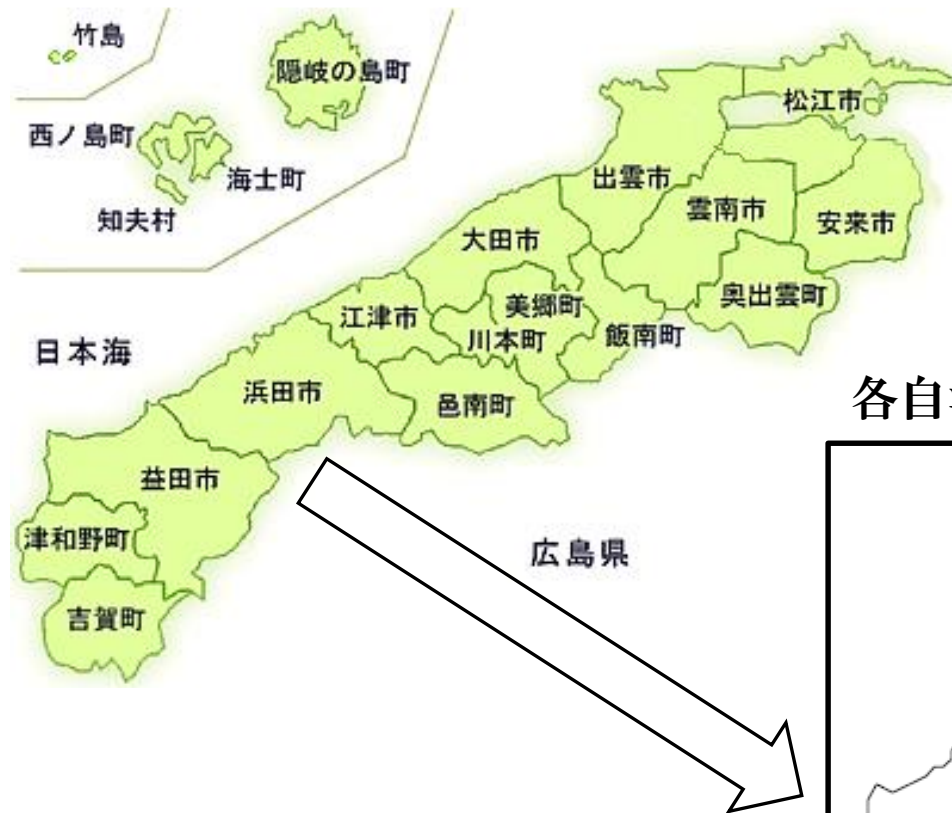 竹島
隠岐の島町
西ノ島町
海士町
知夫村
松江市
出雲市
雲南市
安来市
大田市
奥出雲町
美郷町
江津市
川本町
飯南町
日本海
浜田市
邑南町
各自
益田市
津和野町
広島県
吉賀町